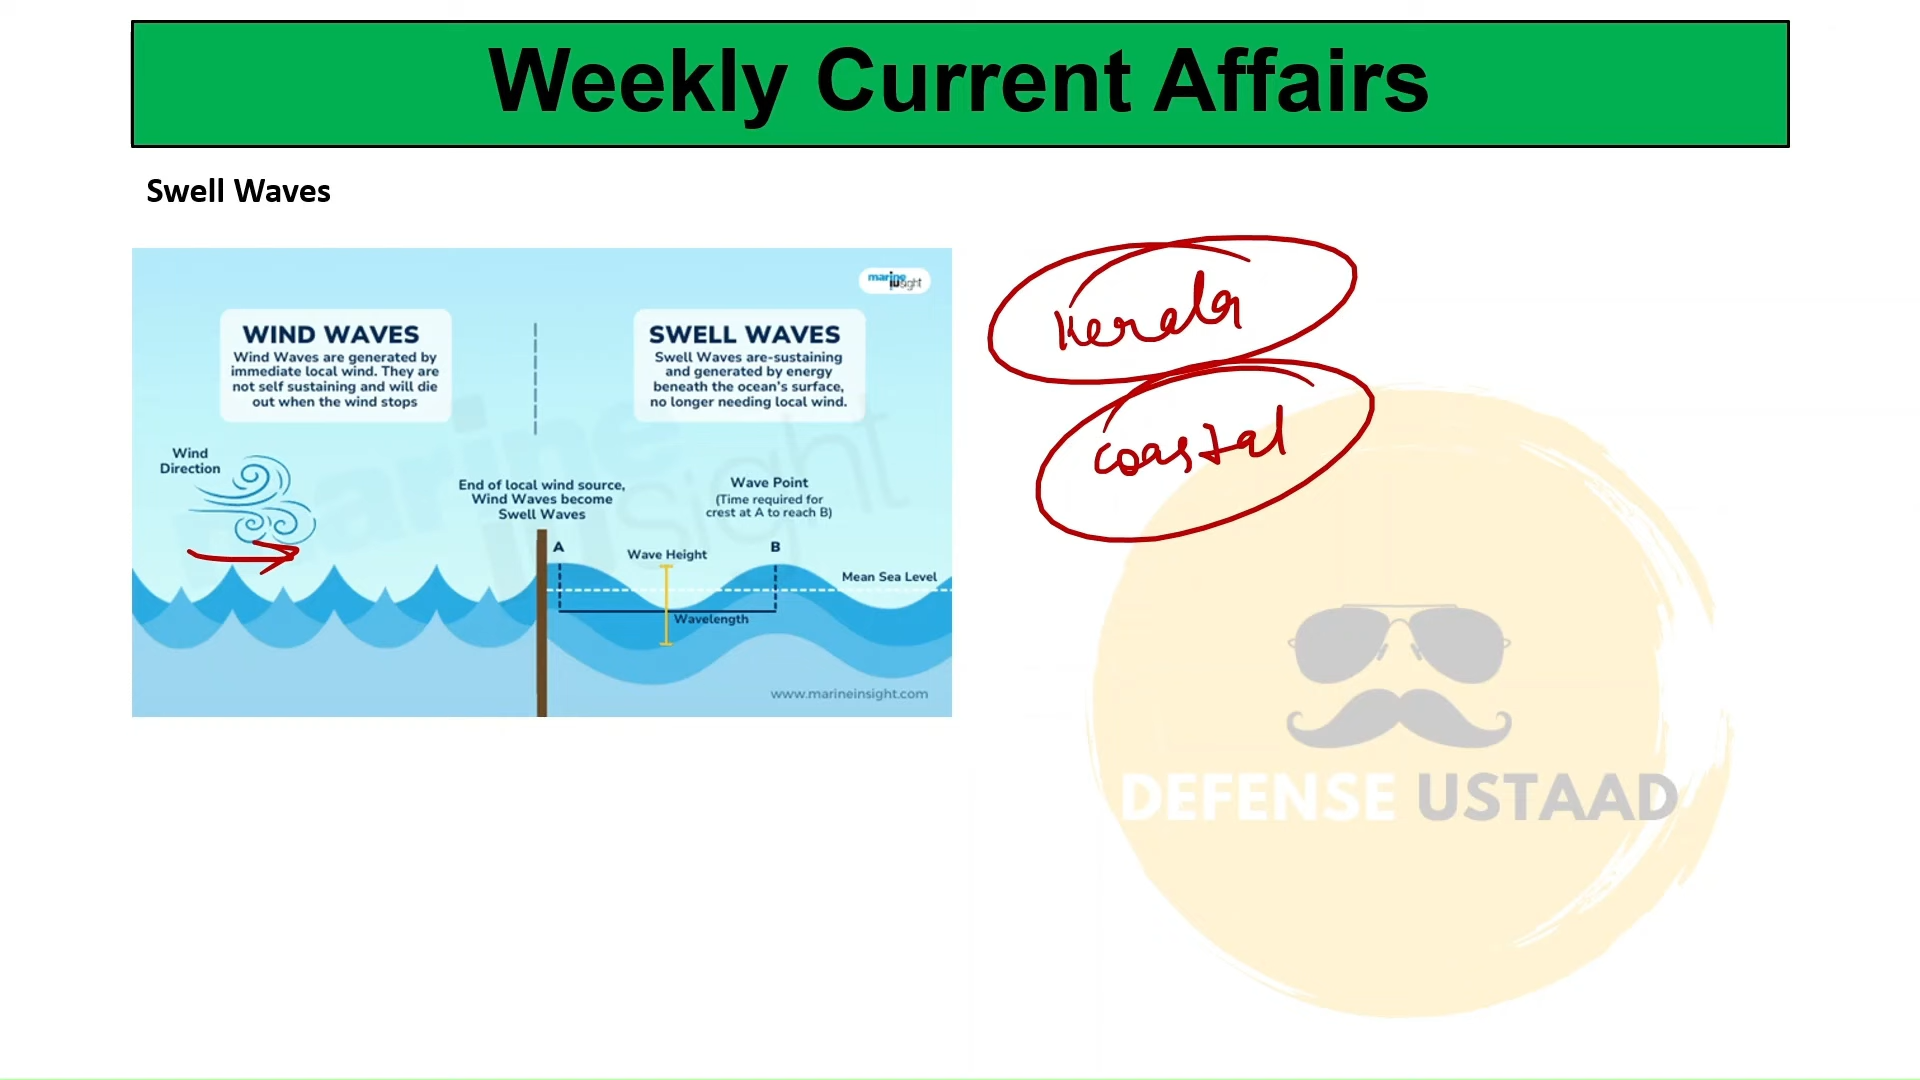 Weekly Current Affairs
Swell Waves
marine
insight
WIND WAVES
Wind Waves are generated by
immediate local wind. They are
not self sustaining and will die
out when the wind stops
SWELL WAVES
Swell Waves are-sustaining
and generated by energy
beneath the ocean's surface,
no longer needing local wind.
Wind
Direction
End of local wind source,
Wind Waves become
Swell Waves
Wave Point
(Time required for
crest at A to reach B)
A
Wave Height
B
Mean Sea Level
Wavelength
www.marineinsight.com
marine
insight
Kerala
coastal
DEFENSE USTAAD